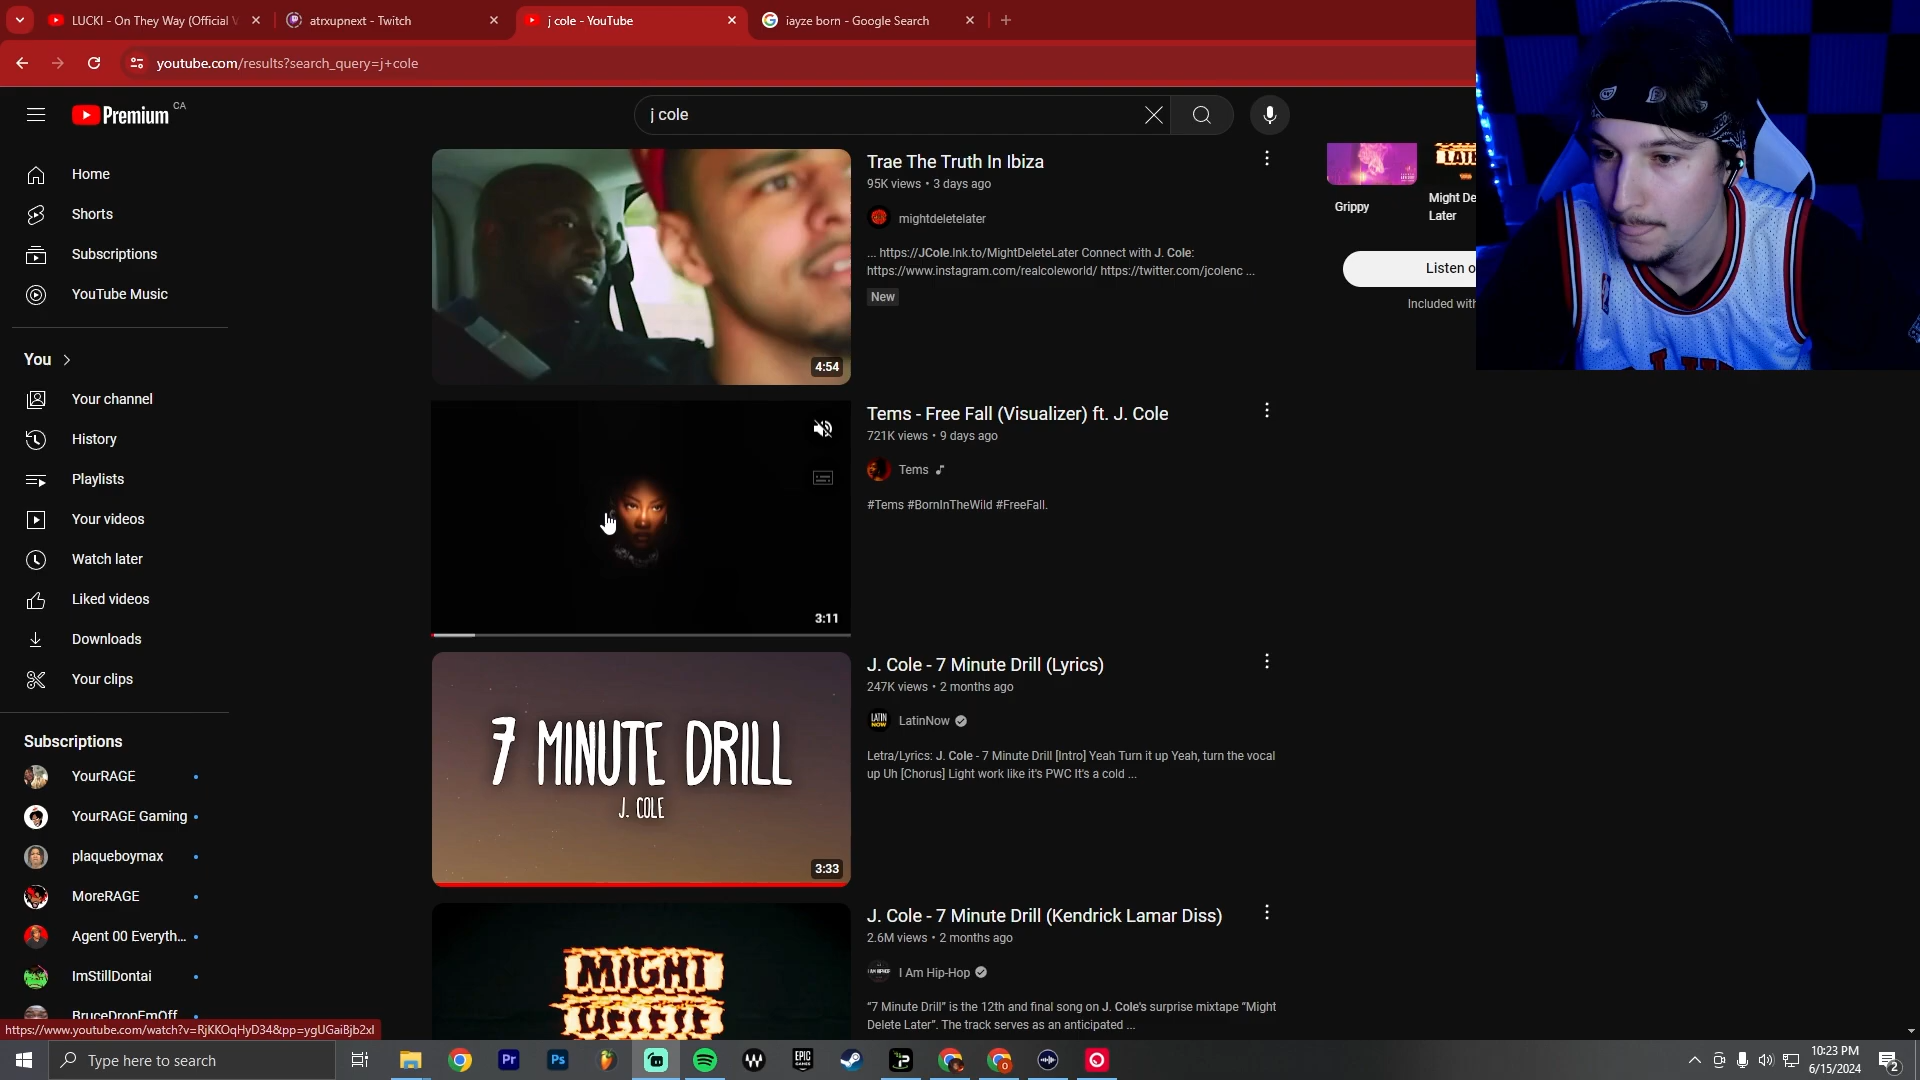 LUCKI - On They Way (Official V
atrxupnext - Twitch
j cole - YouTube
iayze born - Google Search
youtube.com/results?search_query=j+cole
Premium CA
j cole
Home
Shorts
Subscriptions
YouTube Music
You
Your channel
History
Playlists
Your videos
Watch later
Liked videos
Downloads
Your clips
Subscriptions
YourRAGE
YourRAGE Gaming
plaqueboymax
MoreRAGE
Agent 00 Everyth...
ImStillDontai
BruceDropEmOff
4:54
Trae The Truth In Ibiza
95K views • 3 days ago
mightdeletelater
... https://JCole.lnk.to/MightDeleteLater Connect with J. Cole:
https://www.instagram.com/realcoleworld/ https://twitter.com/jcolenc ...
New
3:11
Tems - Free Fall (Visualizer) ft. J. Cole
721K views • 9 days ago
Tems
#Tems #BornInTheWild #FreeFall.
7 MINUTE DRILL
J. COLE
3:33
J. Cole - 7 Minute Drill (Lyrics)
247K views • 2 months ago
LATIN
NOW
LatinNow
Letra/Lyrics: J. Cole - 7 Minute Drill [Intro] Yeah Turn it up Yeah, turn the vocal
up Uh [Chorus] Light work like it's PWC It's a cold ...
MIGHT
DELETE
J. Cole - 7 Minute Drill (Kendrick Lamar Diss)
2.6M views • 2 months ago
I Am Hip-Hop
"7 Minute Drill" is the 12th and final song on J. Cole's surprise mixtape "Might
Delete Later". The track serves as an anticipated ...
Grippy
Might De
Later
Listen o
Included with
https://www.youtube.com/watch?v=RjKKOqHyD34&pp=ygUGaiBjb2xl
Type here to search
Pr
Ps
EPIC
GAMES
10:23 PM
6/15/2024
2